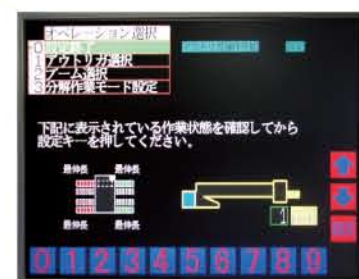 オペレーション選択
0 設定終了
1 アウトリガ選択
2 ブーム選択
3 分解作業モード設定
下記に表示されている作業状態を確認してから
設定キーを押してください。
最伸長 最伸長
最伸長 最伸長
1
0 1 2 3 4 5 6 7 8 9